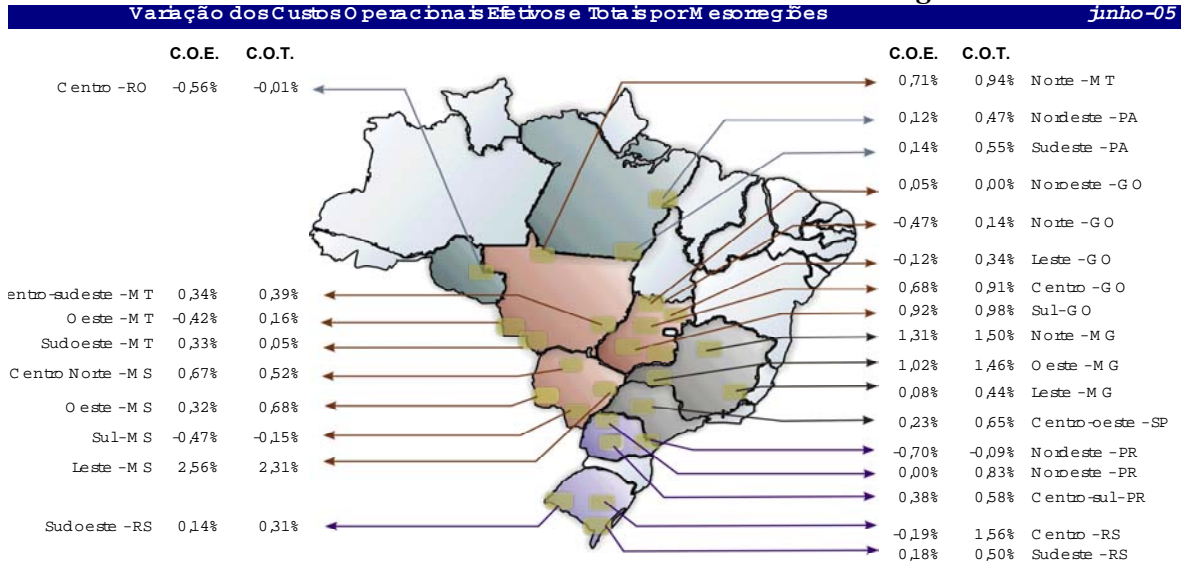 Variação dos Custos Operacionais Efetivos e Totais por Mesorregiões junho-05
C.O.E. C.O.T.
Centro -RO -0,56% -0,01%
entro-sudeste -MT 0,34% 0,39%
Oeste -MT -0,42% 0,16%
Sudoeste -MT 0,33% 0,05%
Centro Norte -MS 0,67% 0,52%
Oeste -MS 0,32% 0,68%
Sul-MS -0,47% -0,15%
Leste -MS 2,56% 2,31%
Sudoeste -RS 0,14% 0,31%
C.O.E. C.O.T.
0,71% 0,94% Norte -MT
0,12% 0,47% Nordeste -PA
0,14% 0,55% Sudeste -PA
0,05% 0,00% Noroeste -GO
-0,47% 0,14% Norte -GO
-0,12% 0,34% Leste -GO
0,68% 0,91% Centro -GO
0,92% 0,98% Sul-GO
1,31% 1,50% Norte -MG
1,02% 1,46% Oeste -MG
0,08% 0,44% Leste -MG
0,23% 0,65% Centro-oeste -SP
-0,70% -0,09% Nordeste -PR
0,00% 0,83% Noroeste -PR
0,38% 0,58% Centro-sul-PR
-0,19% 1,56% Centro -RS
0,18% 0,50% Sudeste -RS